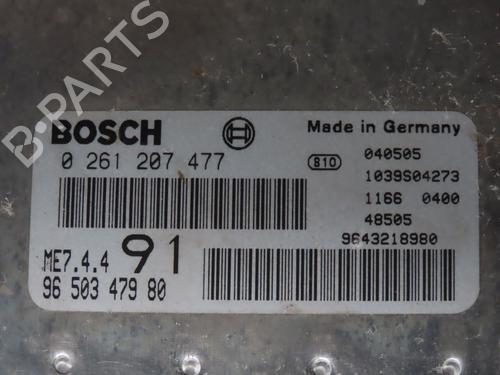 BOSCH
Made in Germany
0 261 207 477
810
040505
1039S04273
1166 0400
48505
9643218980
ME7.4.4 91
96 503 479 80
B-PARTS